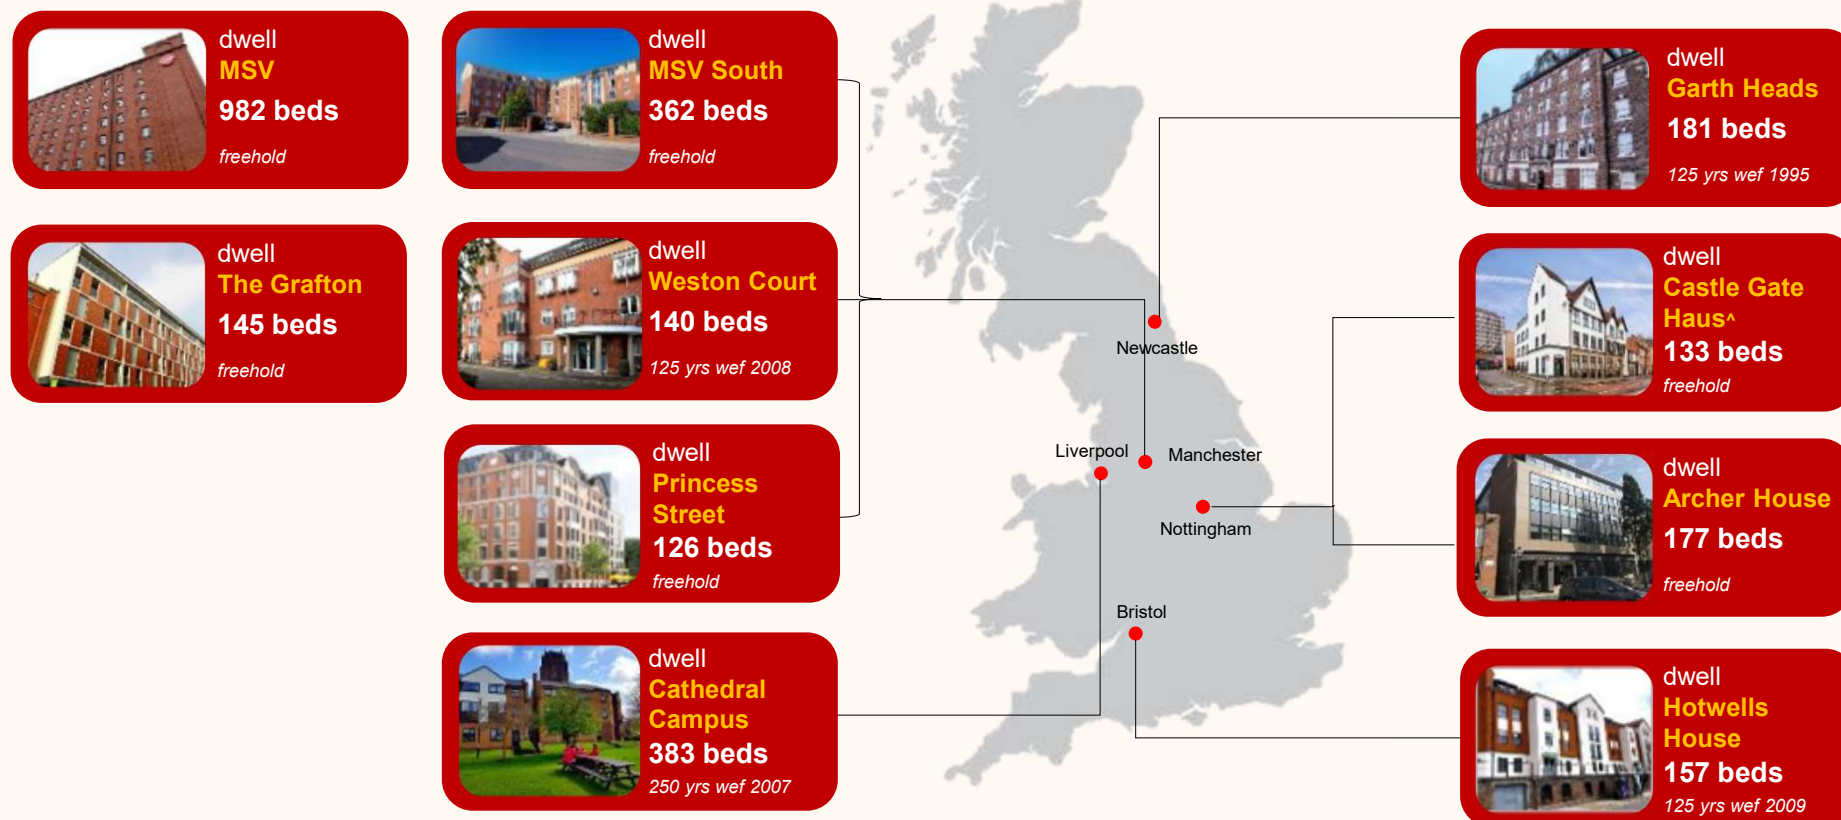 dwell
MSV
982 beds
freehold
dwell
MSV South
362 beds
freehold
dwell
The Grafton
145 beds
freehold
dwell
Weston Court
140 beds
125 yrs wef 2008
dwell
Princess
Street
126 beds
freehold
dwell
Cathedral
Campus
383 beds
250 yrs wef 2007
Newcastle
Liverpool
Manchester
Nottingham
Bristol
dwell
Garth Heads
181 beds
125 yrs wef 1995
dwell
Castle Gate
Haus^
133 beds
freehold
dwell
Archer House
177 beds
freehold
dwell
Hotwells
House
157 beds
125 yrs wef 2009